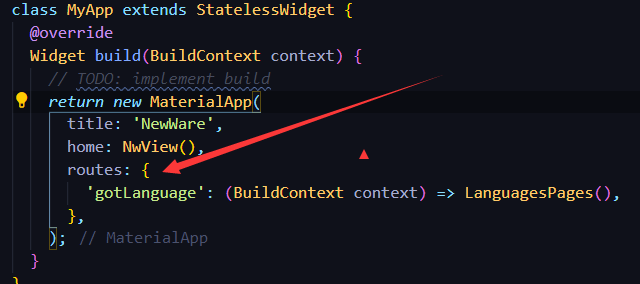 class MyApp extends StatelessWidget {
@override
Widget build(BuildContext context) {
// TODO: implement build
return new MaterialApp(
title: 'NewWare',
home: NwView(),
routes: {
'gotLanguage': (BuildContext context) => LanguagesPages(),
},
); // MaterialApp
}
}